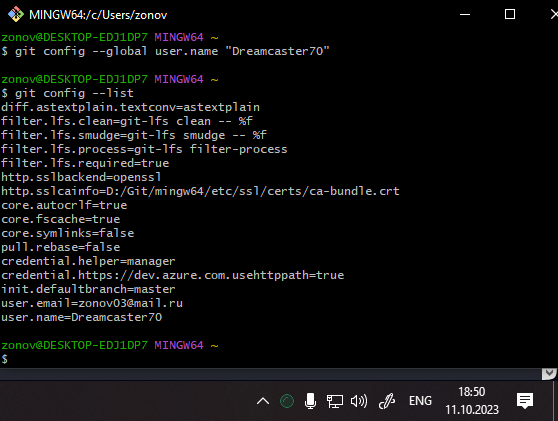 MINGW64:/c/Users/zonov
zonov@DESKTOP-EDJ1DP7 MINGW64 ~
$ git config --global user.name "Dreamcaster70"
zonov@DESKTOP-EDJ1DP7 MINGW64 ~
$ git config --list
diff.astextplain.textconv=astextplain
filter.lfs.clean=git-lfs clean -- %f
filter.lfs.smudge=git-lfs smudge -- %f
filter.lfs.process=git-lfs filter-process
filter.lfs.required=true
http.sslbackend=openssl
http.sslcainfo=D:/Git/mingw64/etc/ssl/certs/ca-bundle.crt
core.autocrlf=true
core.fscache=true
core.symlinks=false
pull.rebase=false
credential.helper=manager
credential.https://dev.azure.com.usehttppath=true
init.defaultbranch=master
user.email=zonov03@mail.ru
user.name=Dreamcaster70
zonov@DESKTOP-EDJ1DP7 MINGW64 ~
$
ENG
18:50
11.10.2023